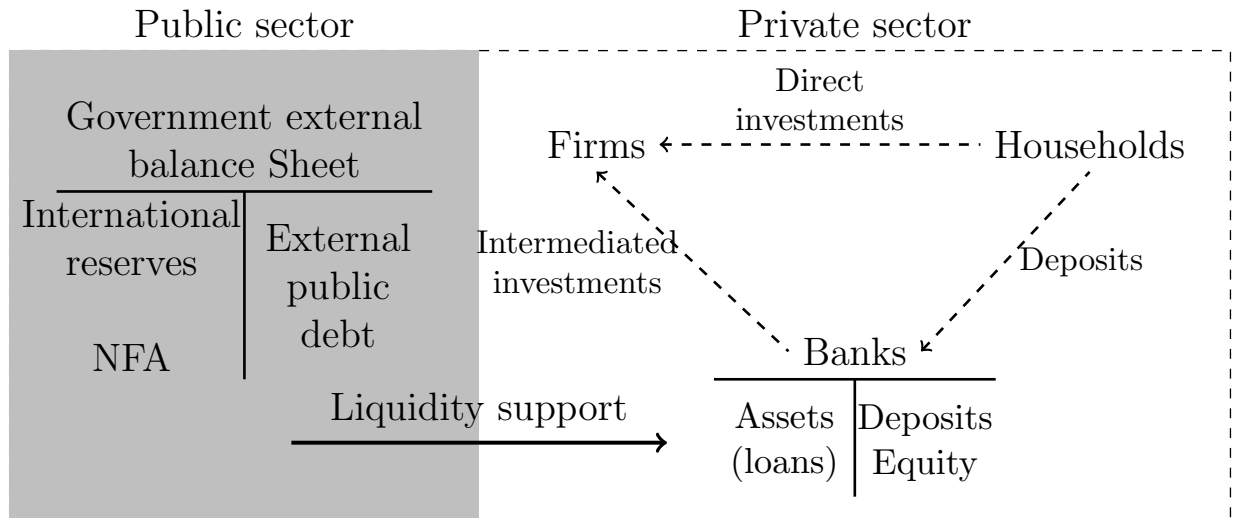 Public sector
Private sector
Government external
balance Sheet
International
reserves
NFA
External
public
debt
Liquidity support
Direct
investments
Firms
Households
Intermediated
investments
Deposits
Banks
Assets
(loans)
Deposits
Equity